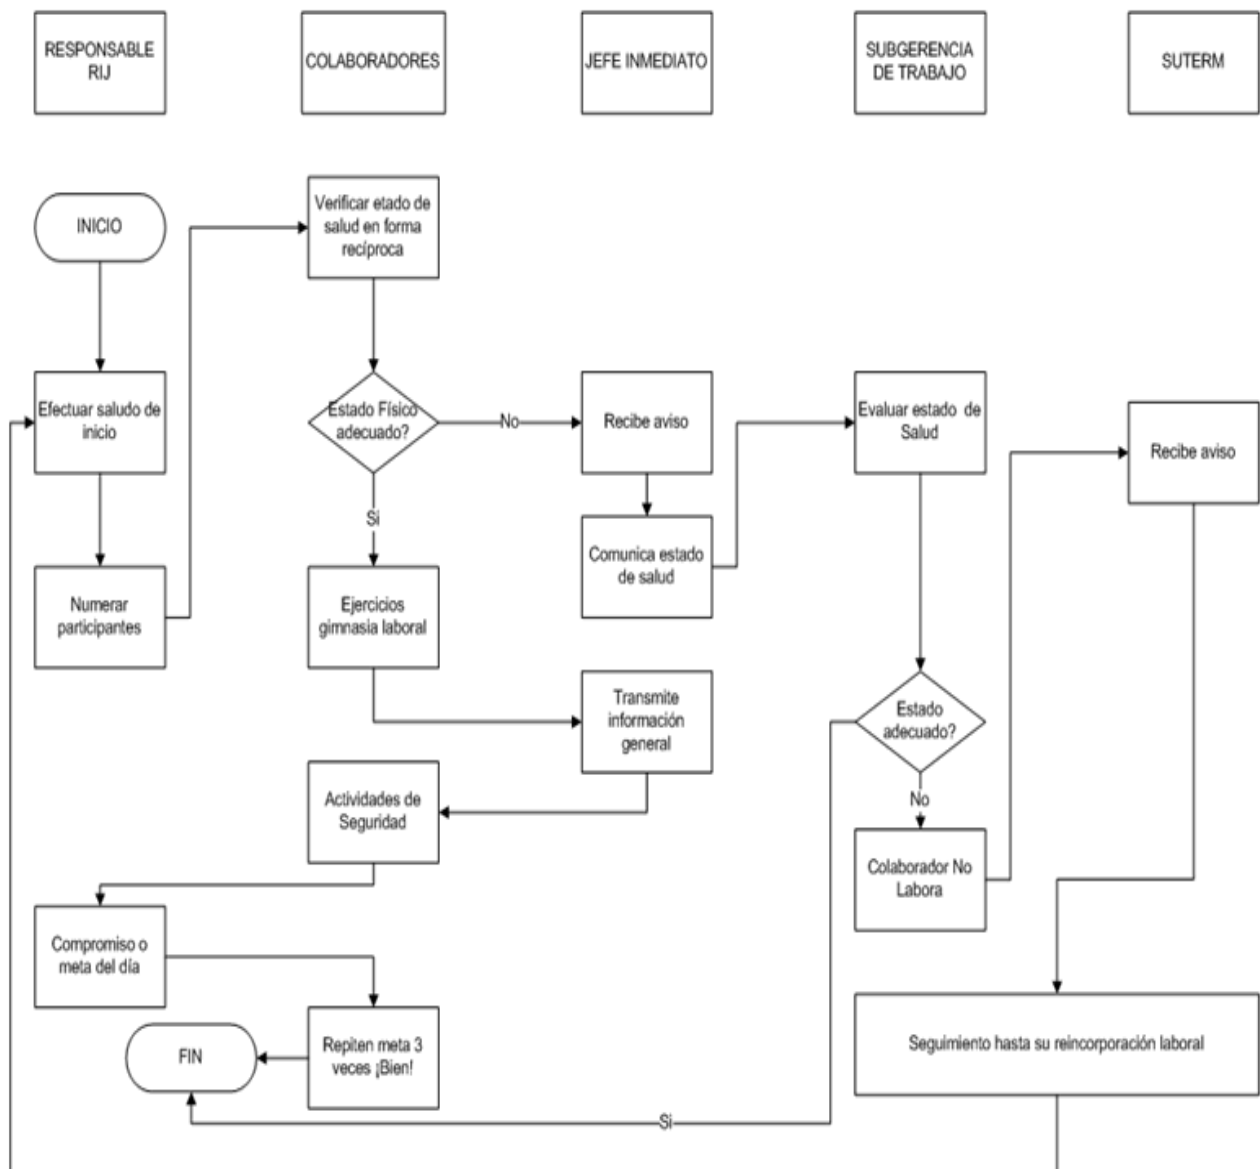 RESPONSABLE
RIJ
COLABORADORES
JEFE INMEDIATO
SUBGERENCIA
DE TRABAJO
SUTERM
INICIO
Verificar etado de
salud en forma
recíproca
Efectuar saludo de
inicio
Estado Físico
adecuado?
No
Recibe aviso
Evaluar estado de
Salud
Recibe aviso
Si
Comunica estado
de salud
Numerar
participantes
Ejercicios
gimnasia laboral
Transmite
información
general
Estado
adecuado?
No
Actividades de
Seguridad
Colaborador No
Labora
Compromiso o
meta del día
Repiten meta 3
veces ¡Bien!
FIN
Seguimiento hasta su reincorporación laboral
Si